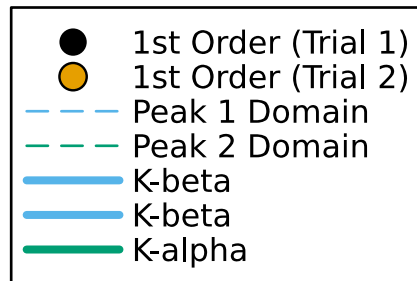 1st Order (Trial 1)
1st Order (Trial 2)
Peak 1 Domain
Peak 2 Domain
K-beta
K-beta
K-alpha